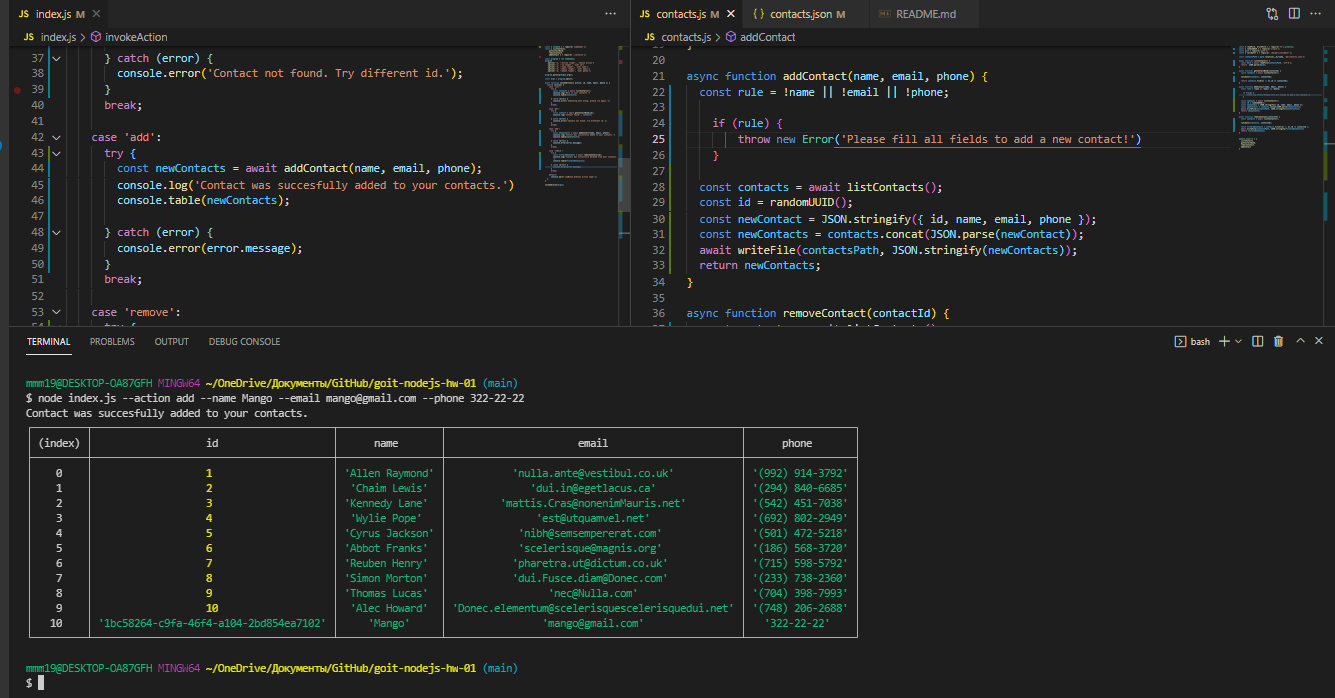 index.js M
contacts.js M
contacts.json M
README.md
index.js > invokeAction
contacts.js > addContact
37 } catch (error) {
38 console.error('Contact not found. Try different id.');
39 }
40 break;
41
42 case 'add':
43 try {
44 const newContacts = await addContact(name, email, phone);
45 console.log('Contact was succesfully added to your contacts.')
46 console.table(newContacts);
47
48 } catch (error) {
49 console.error(error.message);
50 }
51 break;
52
53 case 'remove':
20
21 async function addContact(name, email, phone) {
22 const rule = !name || !email || !phone;
23
24 if (rule) {
25 throw new Error('Please fill all fields to add a new contact!')
26 }
27
28 const contacts = await listContacts();
29 const id = randomUUID();
30 const newContact = JSON.stringify({ id, name, email, phone });
31 const newContacts = contacts.concat(JSON.parse(newContact));
32 await writeFile(contactsPath, JSON.stringify(newContacts));
33 return newContacts;
34 }
35
36 async function removeContact(contactId) {
TERMINAL PROBLEMS OUTPUT DEBUG CONSOLE
bash
mmm19@DESKTOP-OA87GFH MINGW64 ~/OneDrive/Документы/GitHub/goit-nodejs-hw-01 (main)
$ node index.js --action add --name Mango --email mango@gmail.com --phone 322-22-22
Contact was succesfully added to your contacts.
(index) id name email phone
0 1 'Allen Raymond' 'nulla.ante@vestibul.co.uk' '(992) 914-3792'
1 2 'Chaim Lewis' 'dui.in@egetlacus.ca' '(294) 840-6685'
2 3 'Kennedy Lane' 'mattis.Cras@nonenimMauris.net' '(542) 451-7038'
3 4 'Wylie Pope' 'est@utquamvel.net' '(692) 802-2949'
4 5 'Cyrus Jackson' 'nibh@semsempererat.com' '(501) 472-5218'
5 6 'Abbot Franks' 'scelerisque@magnis.org' '(186) 568-3720'
6 7 'Reuben Henry' 'pharetra.ut@dictum.co.uk' '(715) 598-5792'
7 8 'Simon Morton' 'dui.Fusce.diam@Donec.com' '(233) 738-2360'
8 9 'Thomas Lucas' 'nec@Nulla.com' '(704) 398-7993'
9 10 'Alec Howard' 'Donec.elementum@scelerisquescelerisquedui.net' '(748) 206-2688'
10 '1bc58264-c9fa-46f4-a104-2bd854ea7102' 'Mango' 'mango@gmail.com' '322-22-22'
mmm19@DESKTOP-OA87GFH MINGW64 ~/OneDrive/Документы/GitHub/goit-nodejs-hw-01 (main)
$